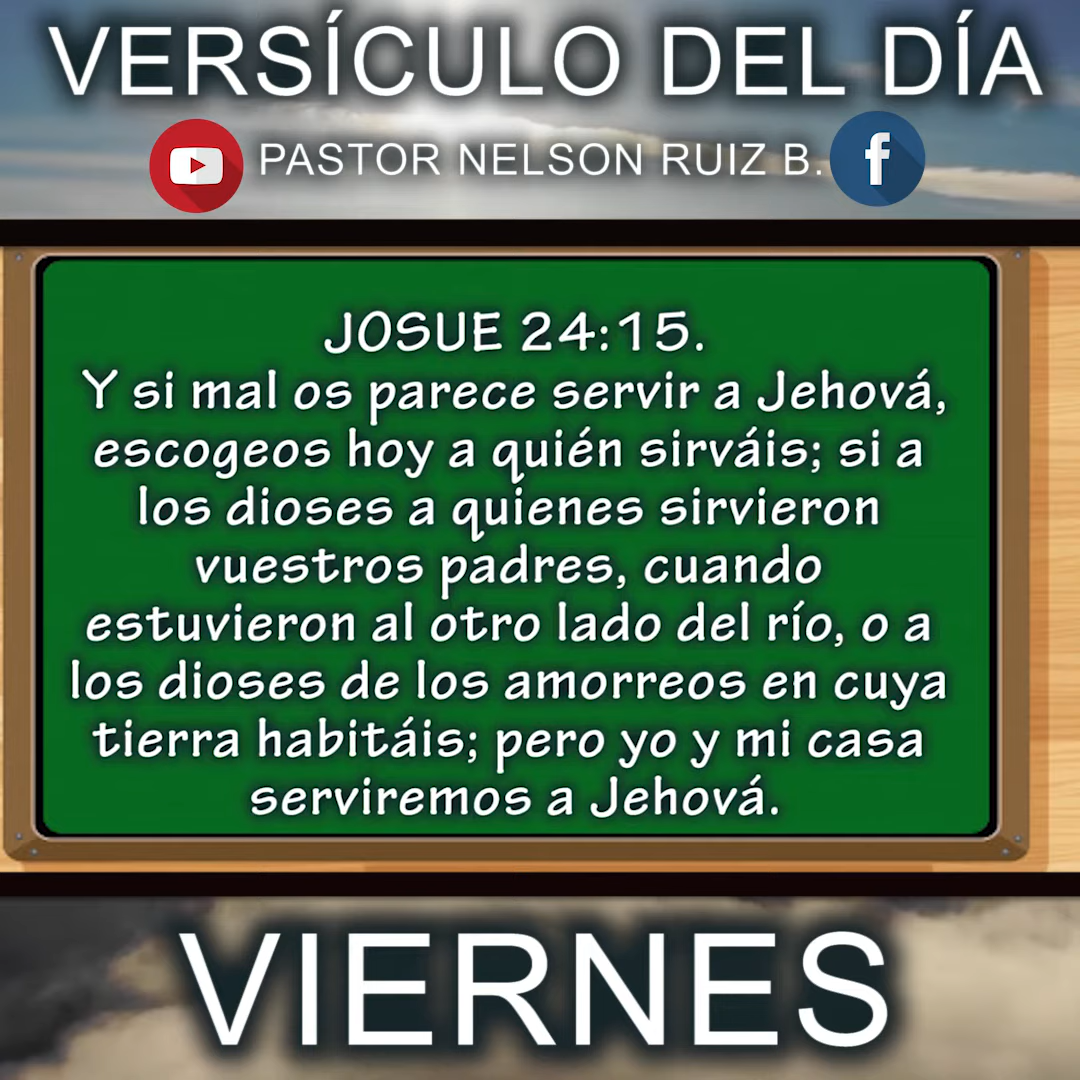 VERSÍCULO DEL DÍA
PASTOR NELSON RUIZ B.
JOSUE 24:15.
Y si mal os parece servir a Jehová,
escogeos hoy a quién sirváis; si a
los dioses a quienes sirvieron
vuestros padres, cuando
estuvieron al otro lado del río, o a
los dioses de los amorreos en cuya
tierra habitáis; pero yo y mi casa
serviremos a Jehová.
VIERNES